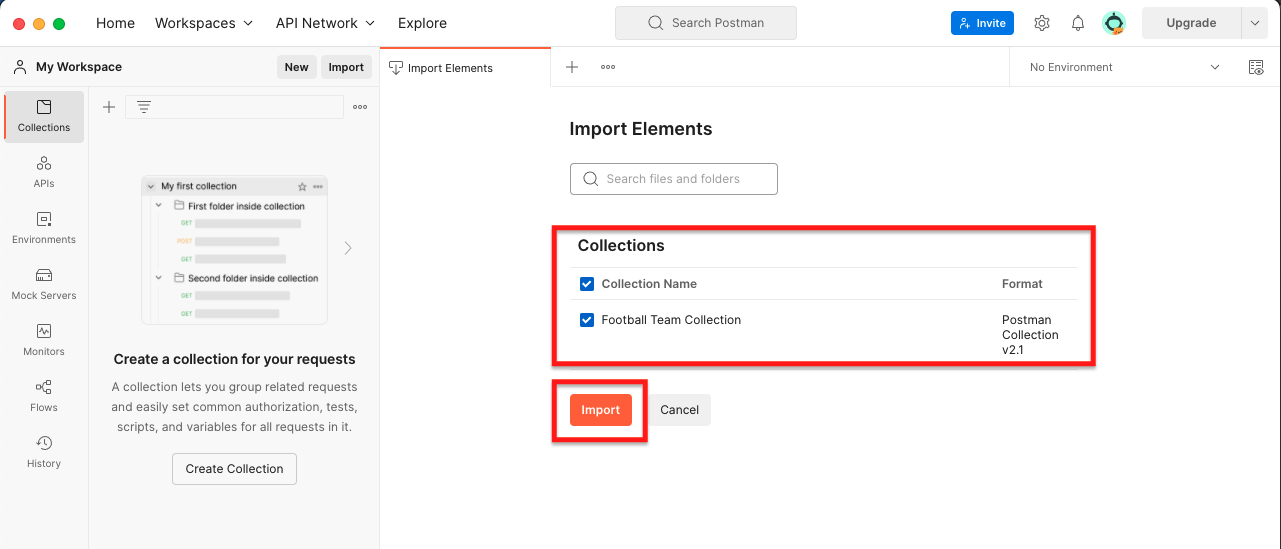 Home Workspaces API Network Explore Search Postman Invite Upgrade
My Workspace New Import Import Elements No Environment
Collections
APIs
Environments
Mock Servers
Monitors
Flows
History
My first collection
First folder inside collection
GET
POST
GET
Second folder inside collection
GET
GET
Create a collection for your requests
A collection lets you group related requests
and easily set common authorization, tests,
scripts, and variables for all requests in it.
Create Collection
Import Elements
Search files and folders
Collections
Collection Name Format
Football Team Collection Postman
Collection
v2.1
Import Cancel